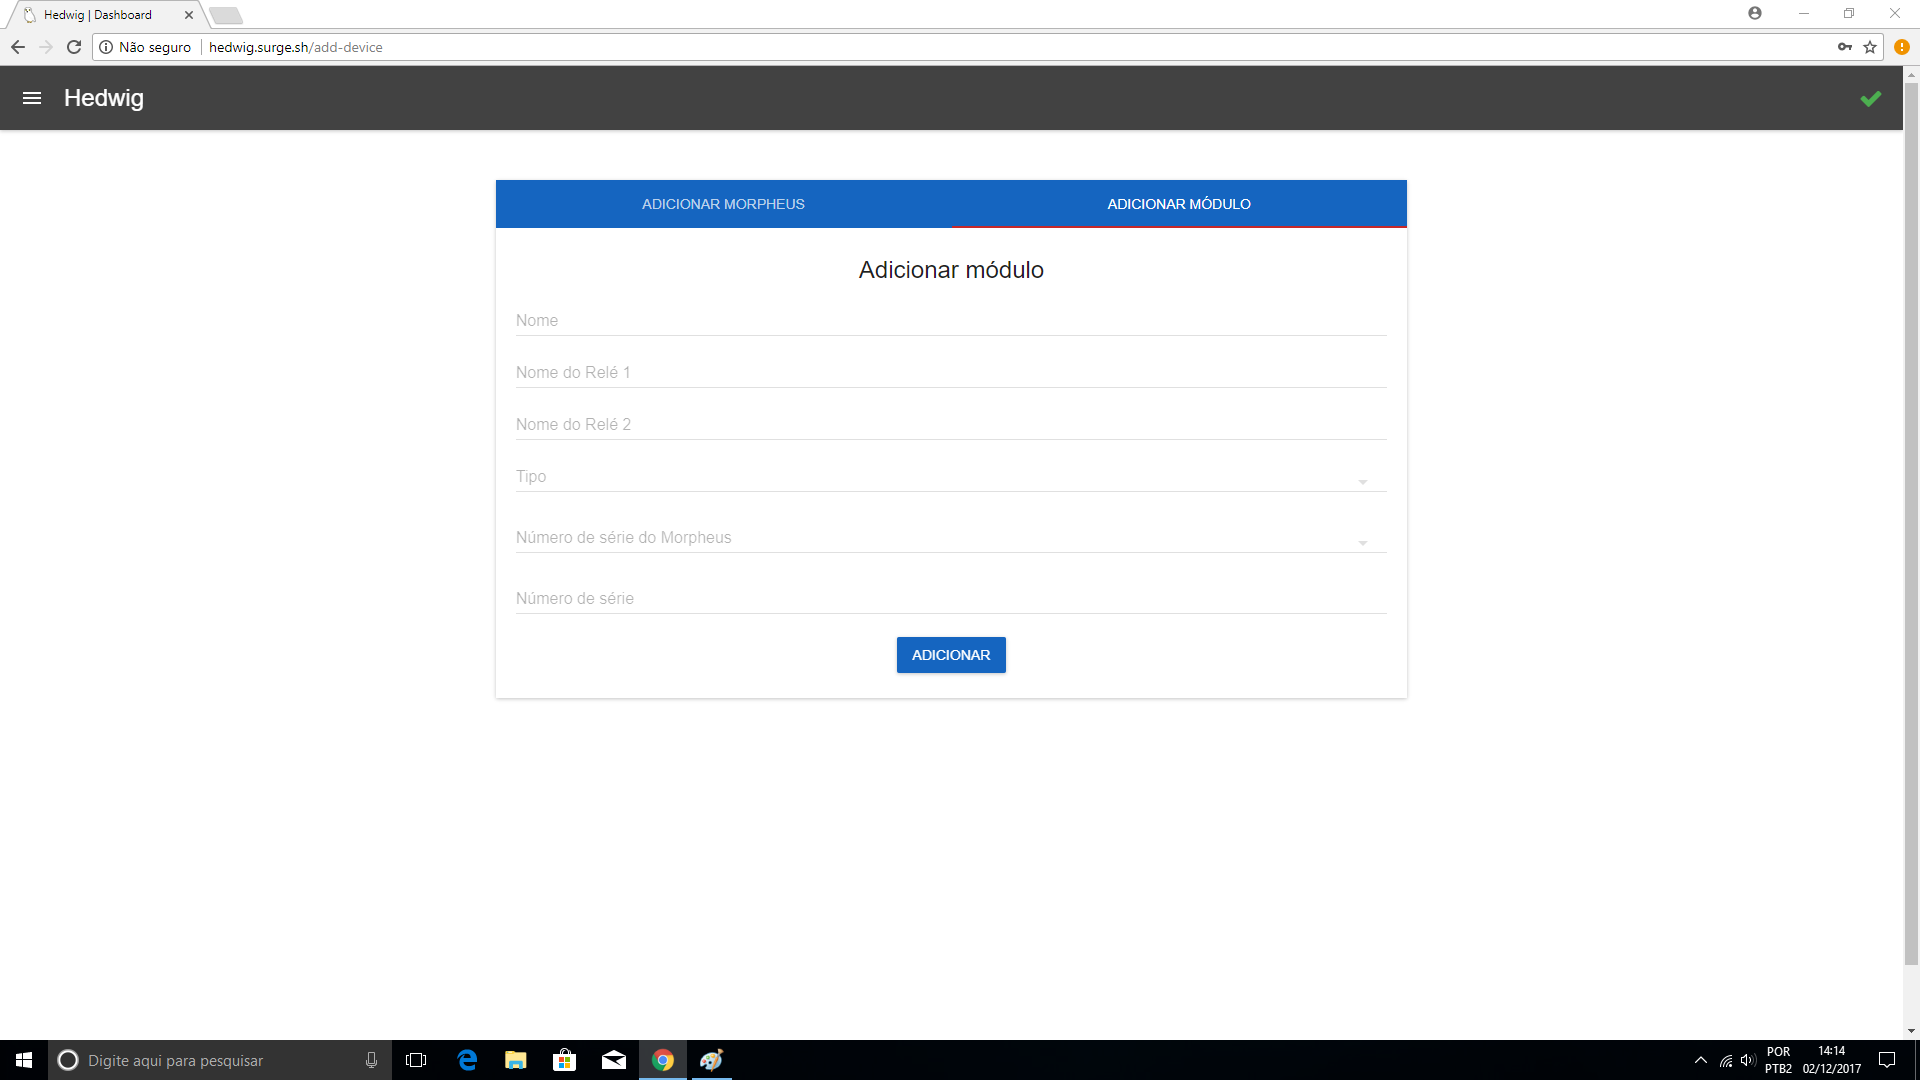 Hedwig | Dashboard
Não seguro
hedwig.surge.sh/add-device
Hedwig
ADICIONAR MORPHEUS
ADICIONAR MÓDULO
Adicionar módulo
Nome
Nome do Relé 1
Nome do Relé 2
Tipo
Número de série do Morpheus
Número de série
ADICIONAR
Digite aqui para pesquisar
POR
PTB2
14:14
02/12/2017